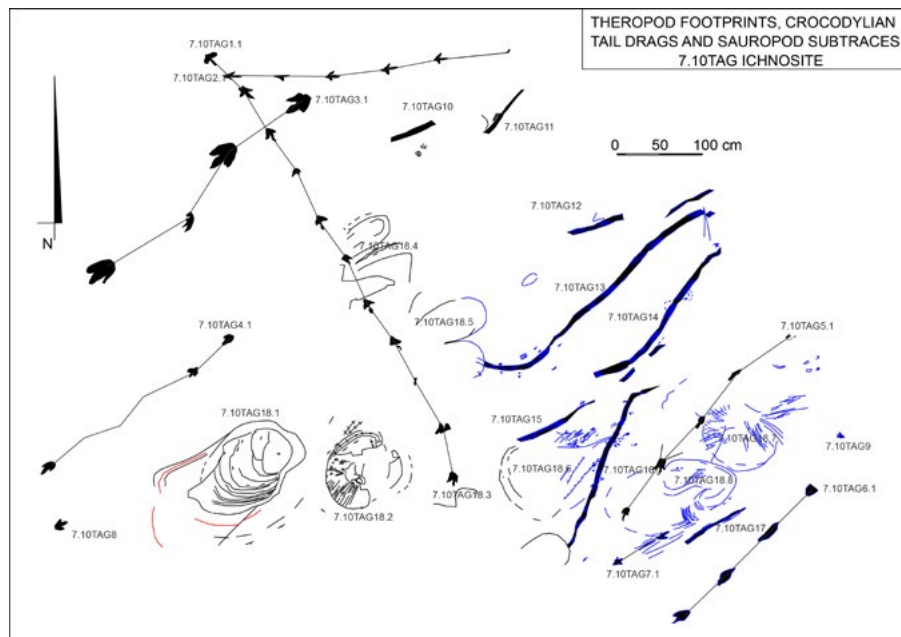 THEROPOD FOOTPRINTS, CROCODYLIAN
TAIL DRAGS AND SAUROPOD SUBTRACES
7.10TAG ICHNOSITE
7.10TAG1.1
7.10TAG2.1
7.10TAG3.1
7.10TAG10
7.10TAG11
0 50 100 cm
N
7.10TAG12
7.10TAG18.4
7.10TAG13
7.10TAG14
7.10TAG18.5
7.10TAG4.1
7.10TAG5.1
7.10TAG18.1
7.10TAG15
7.10TAG18.7
7.10TAG9
7.10TAG18.6
7.10TAG18.8
7.10TAG6.1
7.10TAG18.3
7.10TAG18.2
7.10TAG8
7.10TAG17
7.10TAG7.1